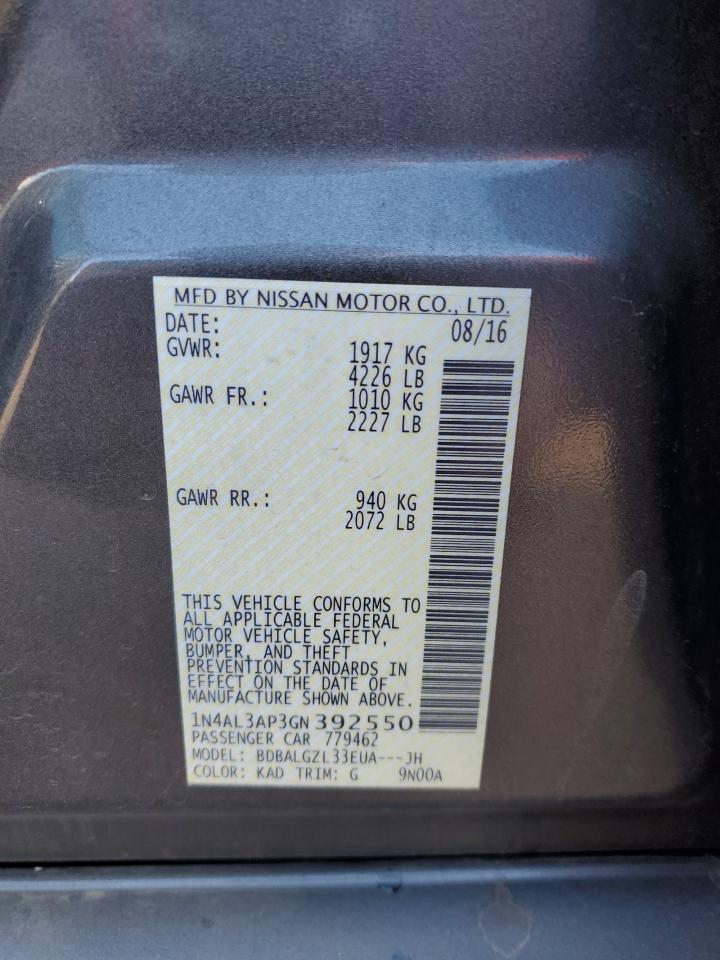 MFD BY NISSAN MOTOR CO., LTD.
DATE: 08/16
GVWR: 1917 KG
4226 LB
GAWR FR.: 1010 KG
2227 LB
GAWR RR.: 940 KG
2072 LB
THIS VEHICLE CONFORMS TO
ALL APPLICABLE FEDERAL
MOTOR VEHICLE SAFETY,
BUMPER, AND THEFT
PREVENTION STANDARDS IN
EFFECT ON THE DATE OF
MANUFACTURE SHOWN ABOVE.
1N4AL3AP3GN392550
PASSENGER CAR 779462
MODEL: BDBALGZL33EUA---JH
COLOR: KAD TRIM: G 9N00A